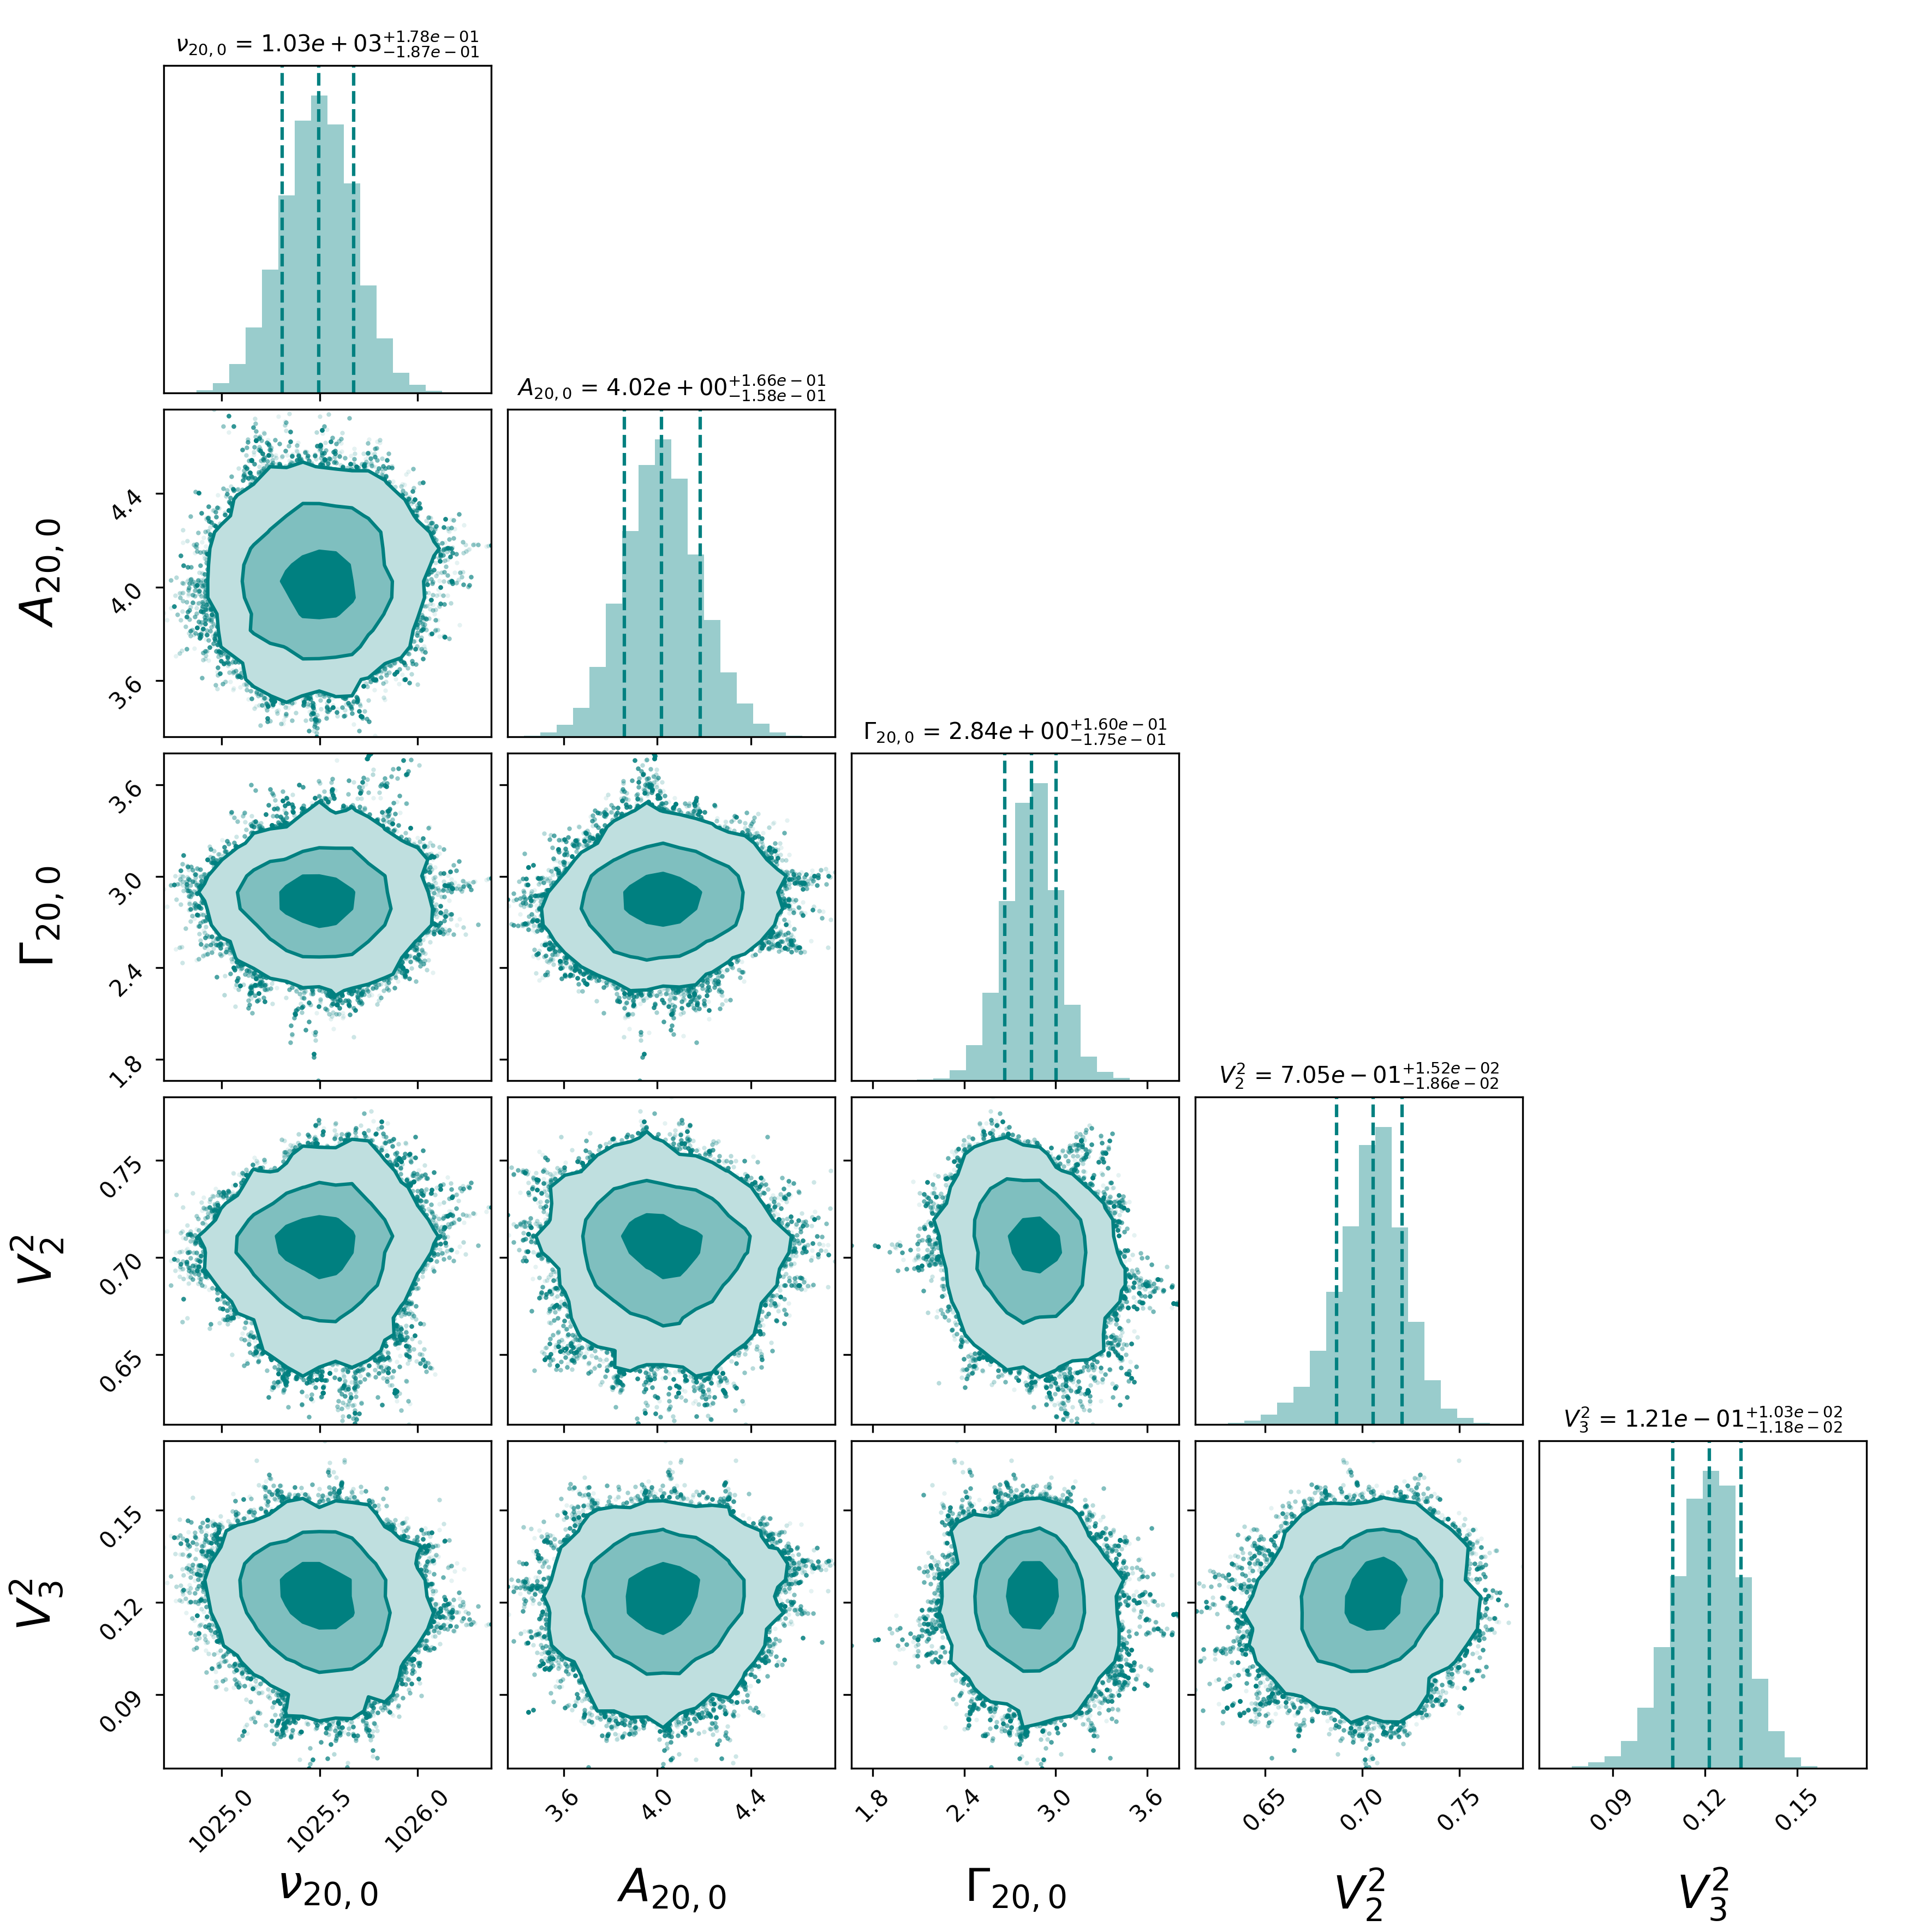 ν20, 0 = 1.03e + 03 +1.78e − 01 −1.87e − 01
A20, 0 = 4.02e + 00 +1.66e − 01 −1.58e − 01
4.4
4.0
3.6
A20, 0
Γ20, 0 = 2.84e + 00 +1.60e − 01 −1.75e − 01
3.6
3.0
2.4
1.8
Γ20, 0
V2² = 7.05e − 01 +1.52e − 02 −1.86e − 02
0.75
0.70
0.65
V2²
V3² = 1.21e − 01 +1.03e − 02 −1.18e − 02
0.15
0.12
0.09
V3²
1025.0 1025.5 1026.0 3.6 4.0 4.4 1.8 2.4 3.0 3.6 0.65 0.70 0.75 0.09 0.12 0.15
ν20, 0 A20, 0 Γ20, 0 V2² V3²